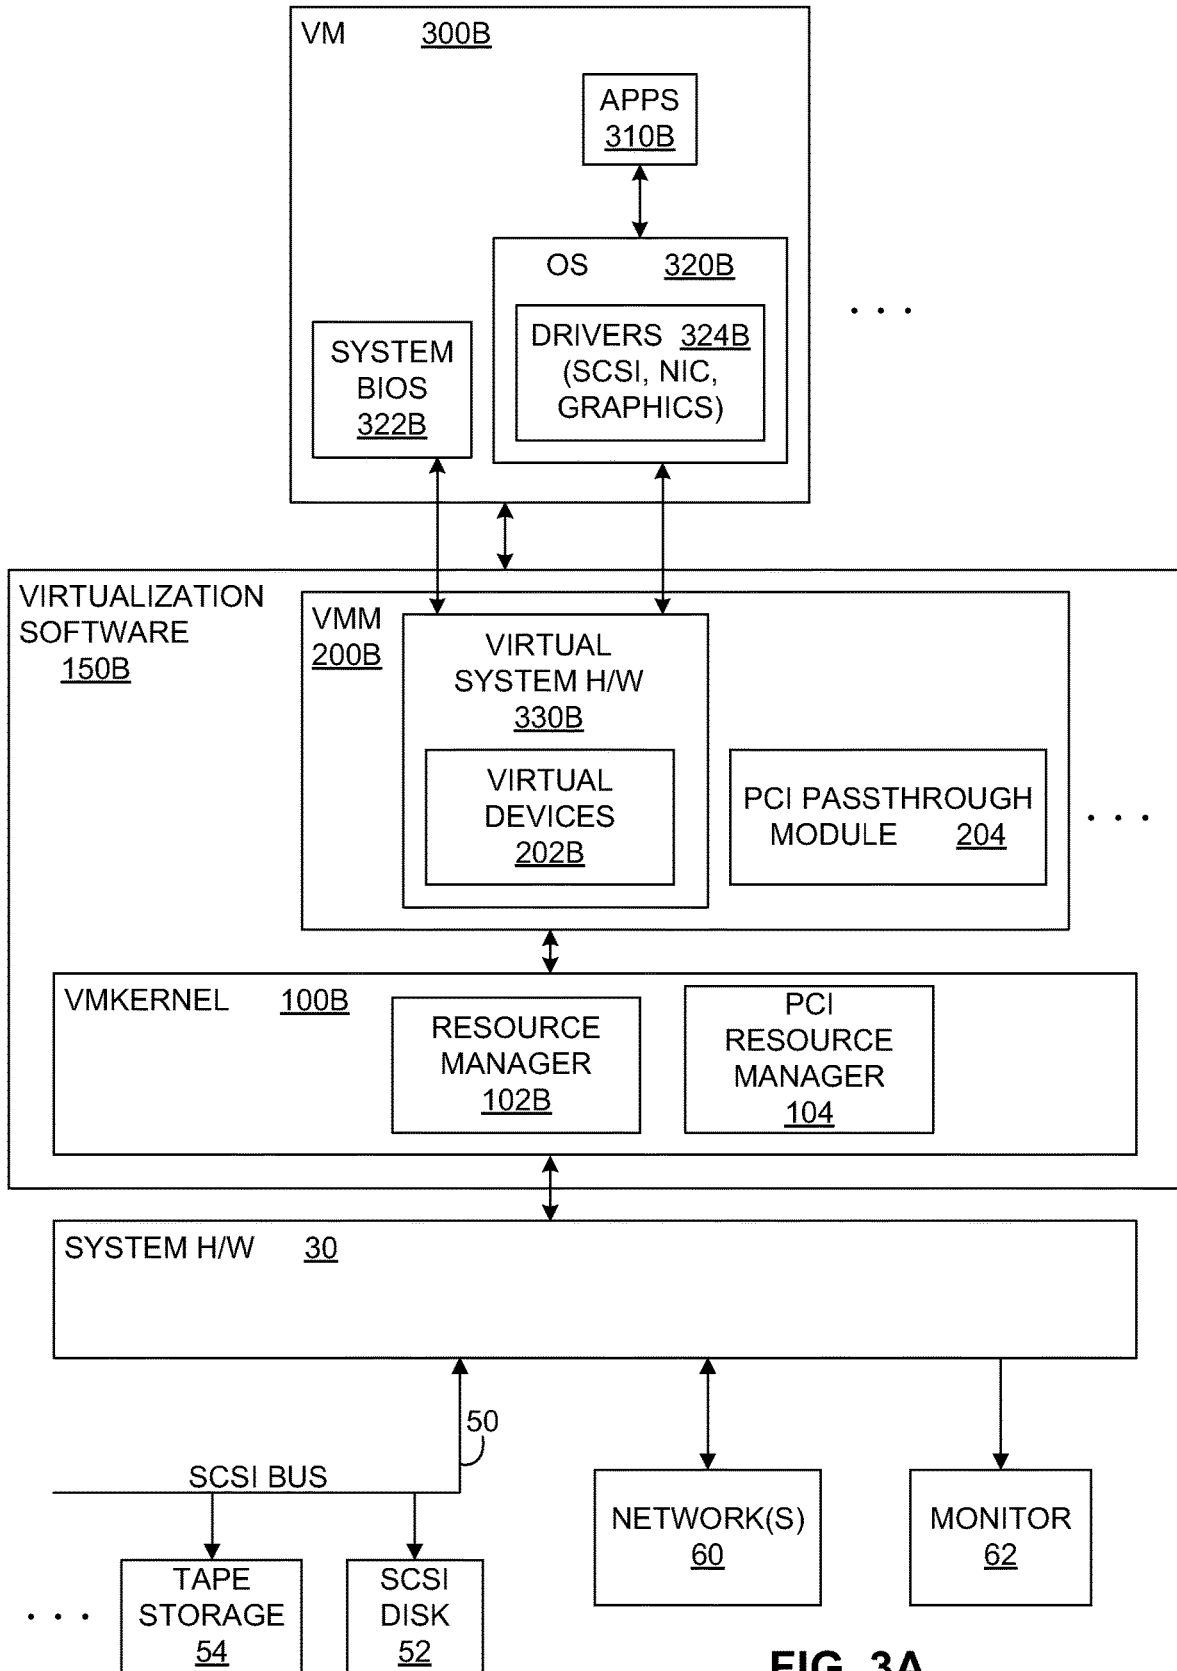 VM 300B
APPS
310B
OS 320B
DRIVERS 324B
(SCSI, NIC,
GRAPHICS)
SYSTEM
BIOS
322B
. . .
VIRTUALIZATION
SOFTWARE
150B
VMM
200B
VIRTUAL
SYSTEM H/W
330B
VIRTUAL
DEVICES
202B
PCI PASSTHROUGH
MODULE 204
. . .
VMKERNEL 100B
RESOURCE
MANAGER
102B
PCI
RESOURCE
MANAGER
104
SYSTEM H/W 30
50
SCSI BUS
NETWORK(S)
60
MONITOR
62
. . .
TAPE
STORAGE
54
SCSI
DISK
52
FIG. 3A